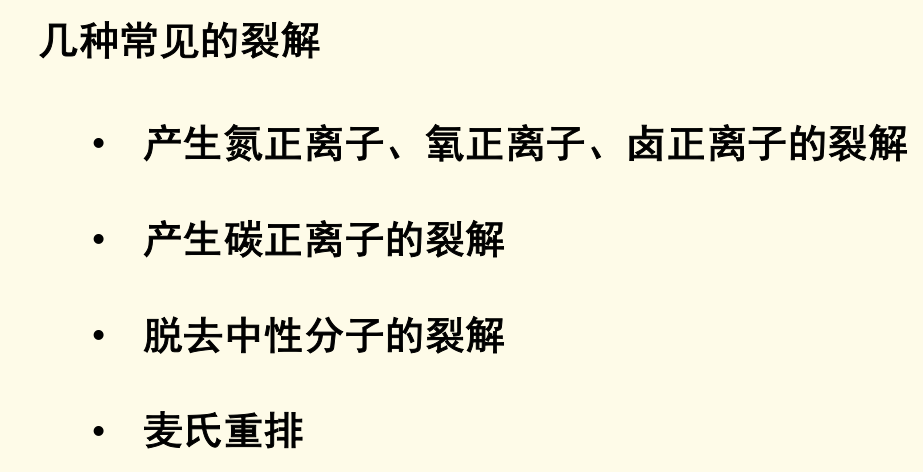 几种常见的裂解
• 产生氮正离子、氧正离子、卤正离子的裂解
• 产生碳正离子的裂解
• 脱去中性分子的裂解
• 麦氏重排